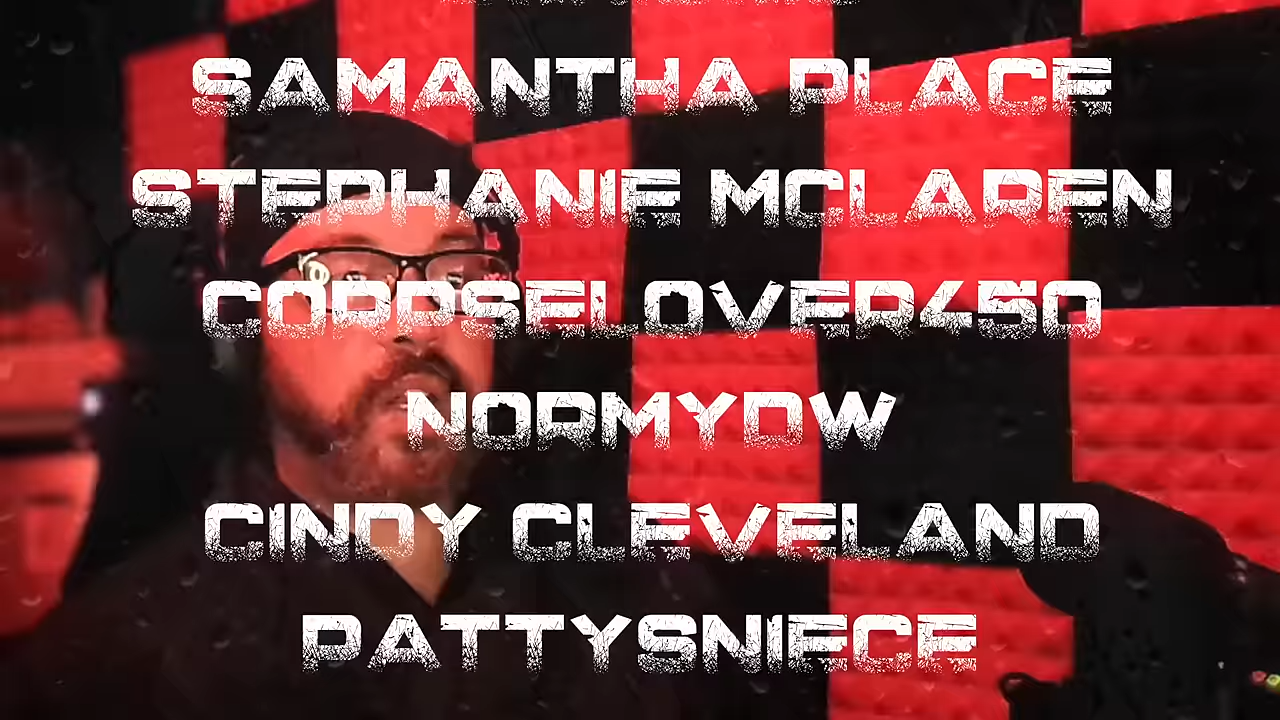 SAMANTHA PLACE
STEPHANIE MCLAREN
CORPSELOVER450
NORMYDW
CINDY CLEVELAND
PATTYSNIECE